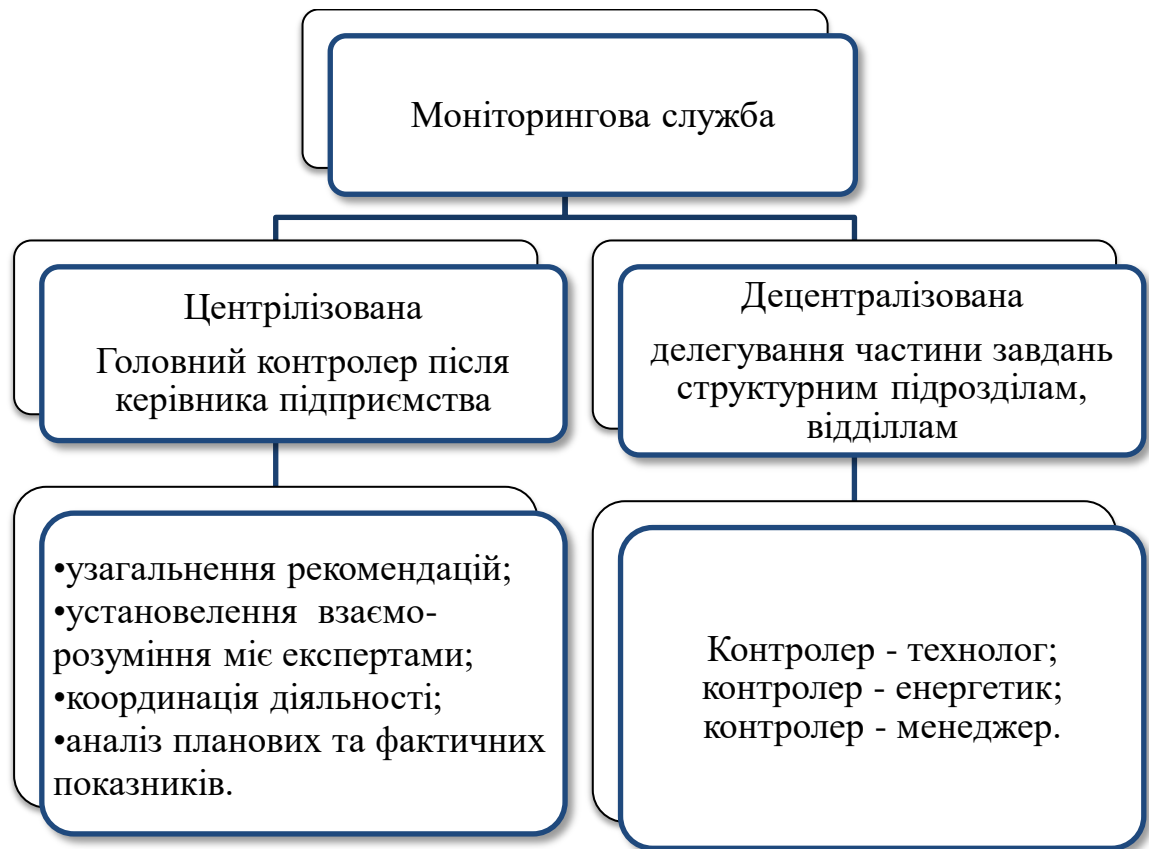 Моніторингова служба
Центрілізована
Головний контролер після
керівника підприємства
•узагальнення рекомендацій;
•установелення взаємо-
розуміння міє експертами;
•координація діяльності;
•аналіз планових та фактичних
показників.
Децентралізована
делегування частини завдань
структурним підрозділам,
відділлам
Контролер - технолог;
контролер - енергетик;
контролер - менеджер.